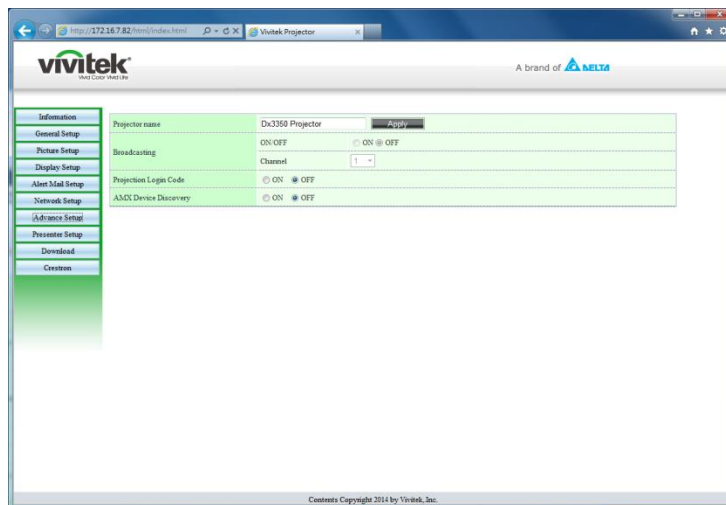 http://172.16.7.82/html/index.html
Vivitek Projector
vivitek
Vivid Color Vivid Life
A brand of DELTA
Information
General Setup
Picture Setup
Display Setup
Alert Mail Setup
Network Setup
Advance Setup
Presenter Setup
Download
Crestron
Projector name Dx3350 Projector Apply
Broadcasting ON/OFF ON OFF
Channel 1
Projection Login Code ON OFF
AMX Device Discovery ON OFF
Contents Copyright 2014 by Vivitek, Inc.